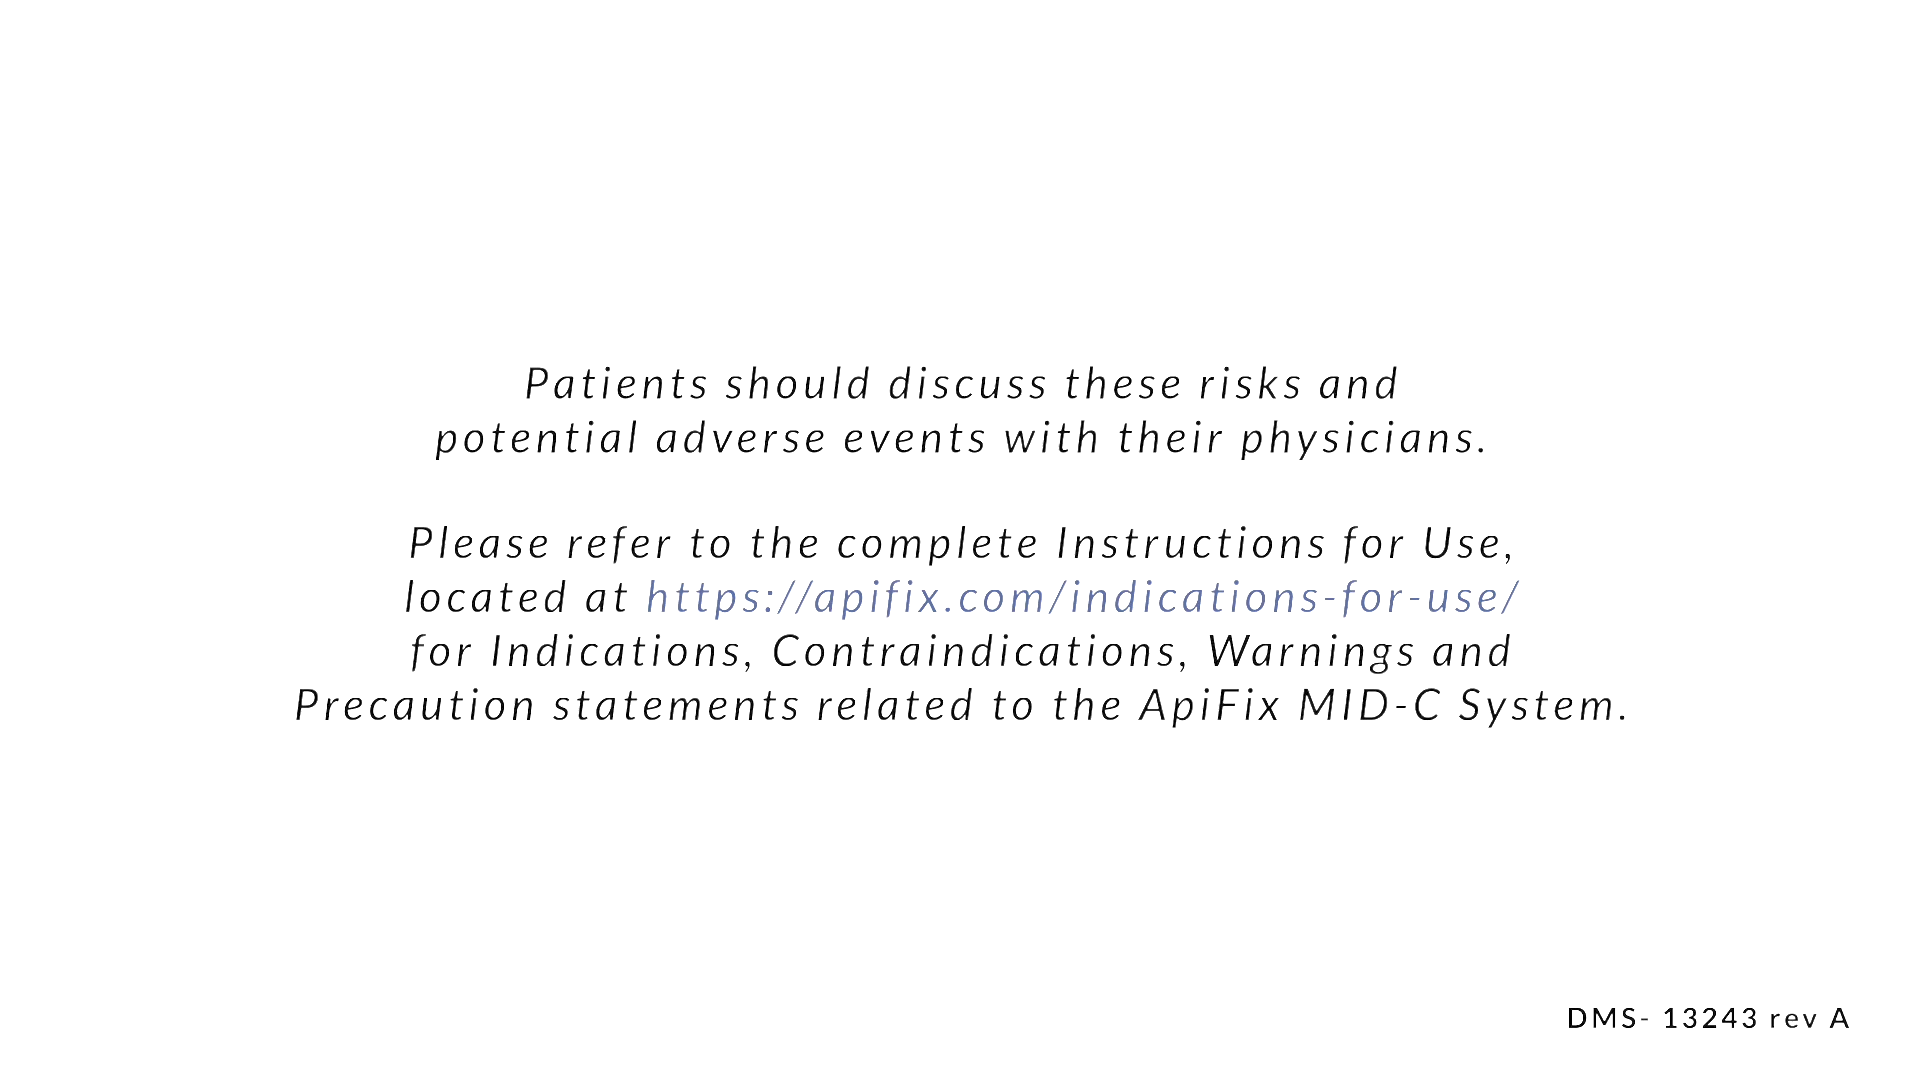 Patients should discuss these risks and
potential adverse events with their physicians.
Please refer to the complete Instructions for Use,
located at https://apifix.com/indications-for-use/
for Indications, Contraindications, Warnings and
Precaution statements related to the ApiFix MID-C System.
DMS- 13243 rev A